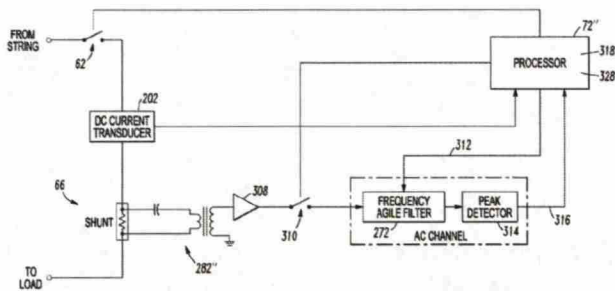 FROM
STRING
62
72"
PROCESSOR
318
328
202
DC CURRENT
TRANSDUCER
312
66
SHUNT
308
310
FREQUENCY
AGILE FILTER
272
PEAK
DETECTOR
314
316
AC CHANNEL
282"
TO
LOAD